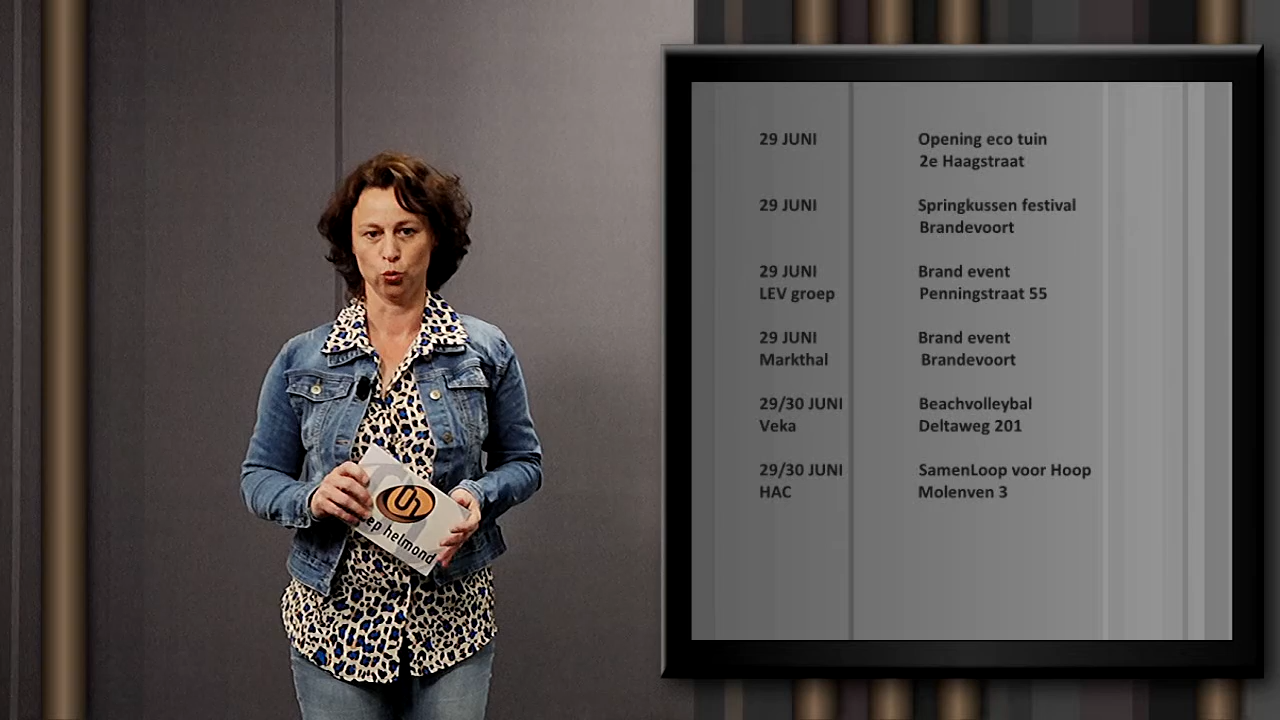 29 JUNI Opening eco tuin
2e Haagstraat
29 JUNI Springkussen festival
Brandevoort
29 JUNI Brand event
LEV groep Penningstraat 55
29 JUNI Brand event
Markthal Brandevoort
29/30 JUNI Beachvolleybal
Veka Deltaweg 201
29/30 JUNI SamenLoop voor Hoop
HAC Molenven 3
helmond